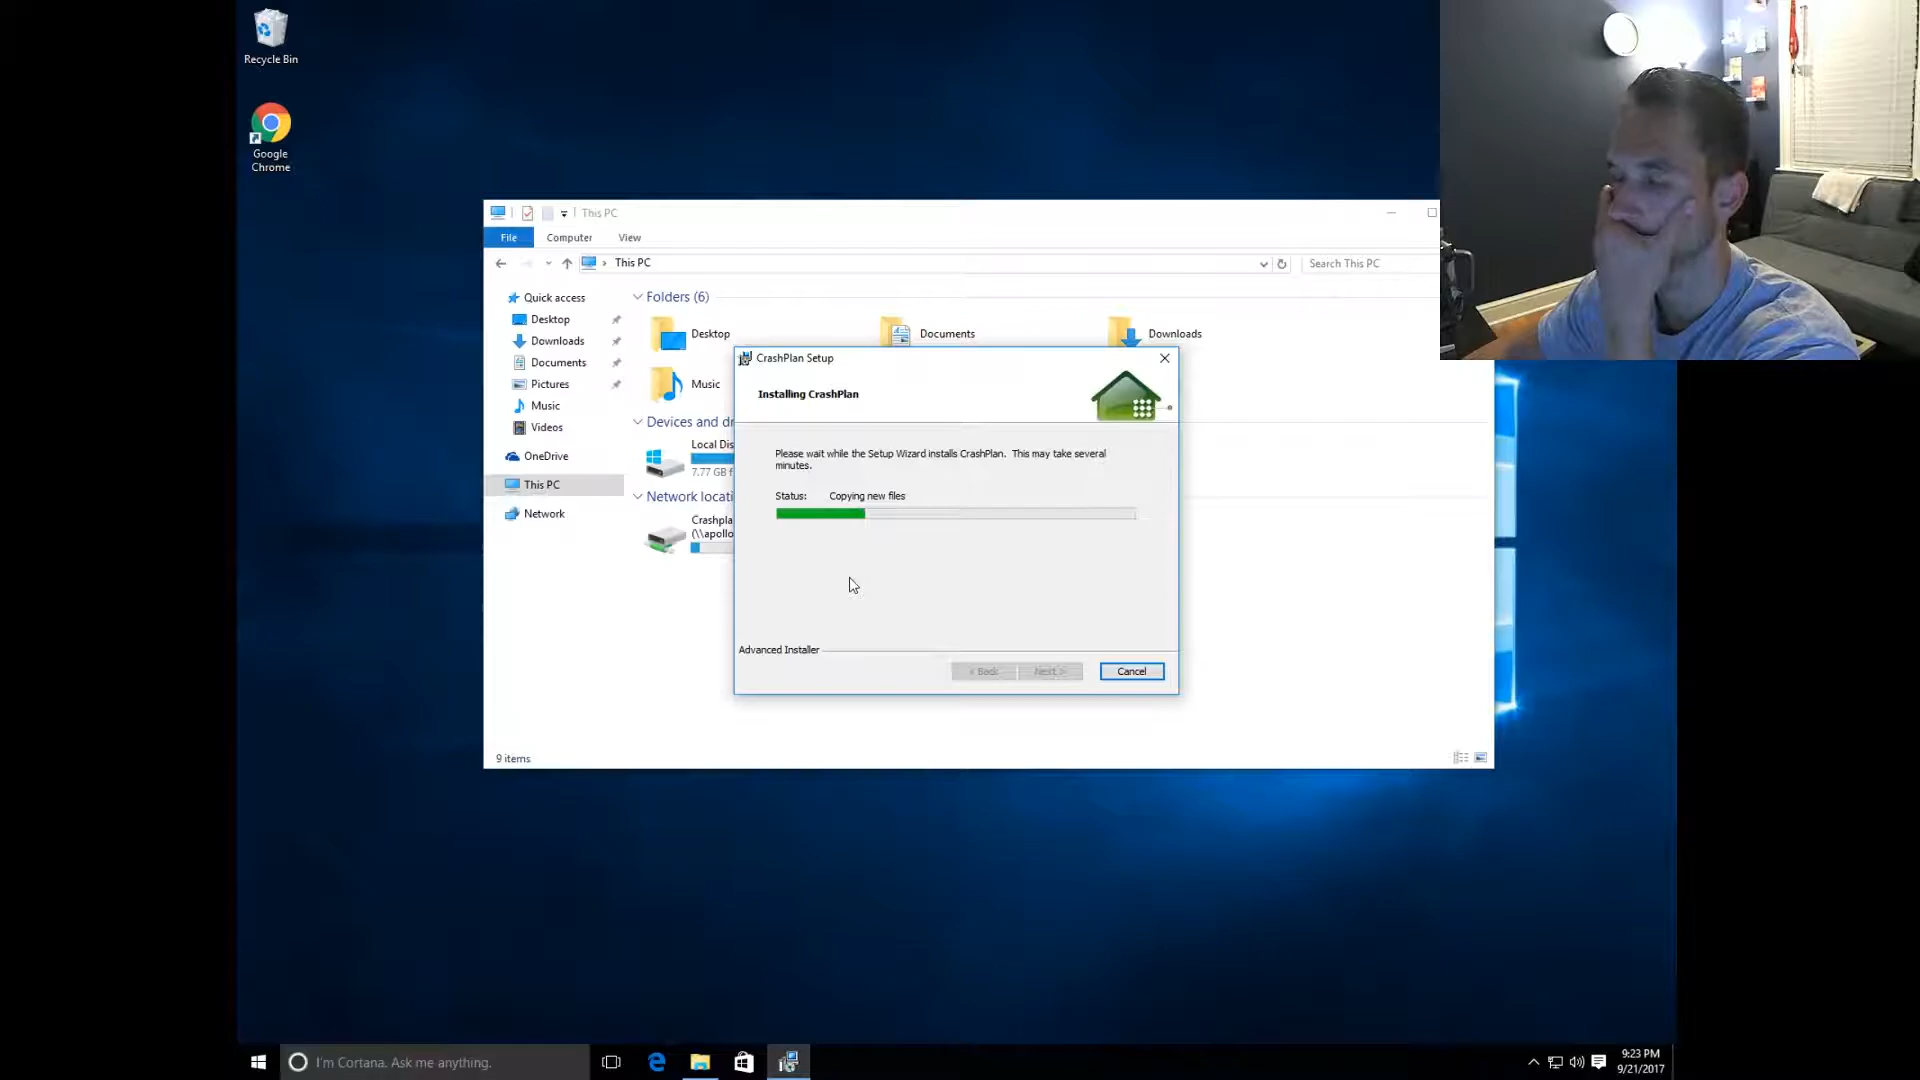 Recycle Bin
Google
Chrome
This PC
File
Computer
View
This PC
Search This PC
Quick access
Desktop
Downloads
Documents
Pictures
Music
Videos
OneDrive
This PC
Network
Folders (6)
Desktop
Documents
Downloads
Music
Devices and dr
Local Dis
7.77 GB f
Network locati
Crashpla
(\\apollo
CrashPlan Setup
Installing CrashPlan
Please wait while the Setup Wizard installs CrashPlan. This may take several
minutes.
Status: Copying new files
Advanced Installer
< Back
Next >
Cancel
9 items
I'm Cortana. Ask me anything.
9:23 PM
9/21/2017